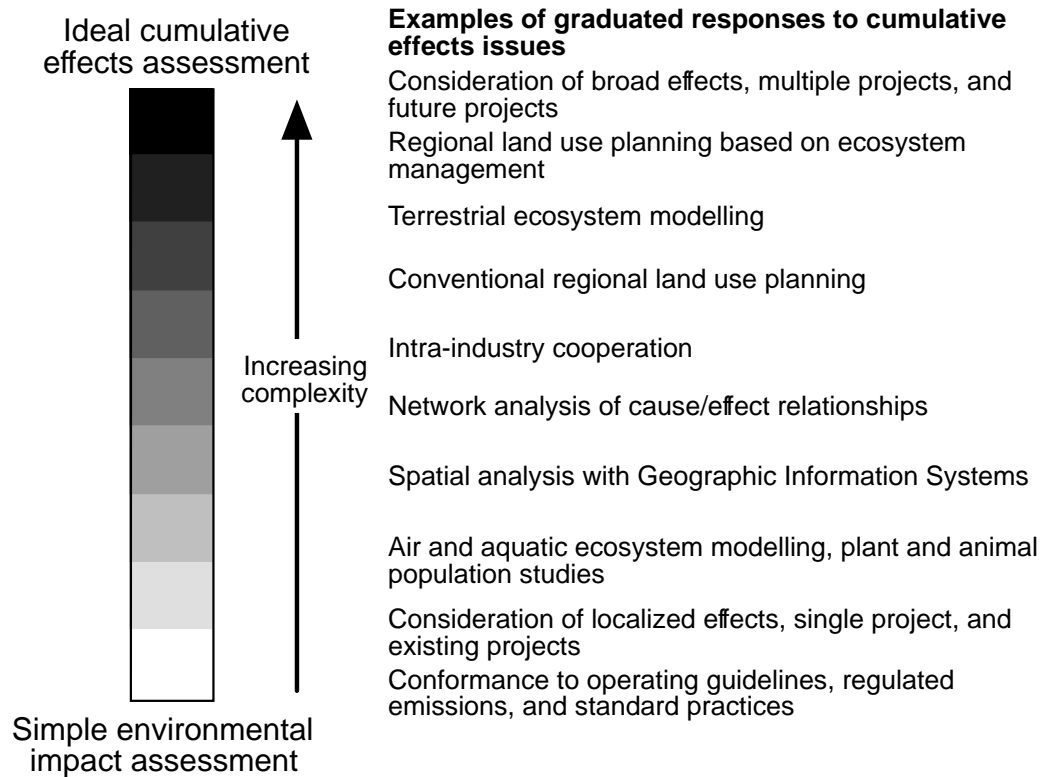 Ideal cumulative
effects assessment
Increasing
complexity
Simple environmental
impact assessment
Examples of graduated responses to cumulative
effects issues
Consideration of broad effects, multiple projects, and
future projects
Regional land use planning based on ecosystem
management
Terrestrial ecosystem modelling
Conventional regional land use planning
Intra-industry cooperation
Network analysis of cause/effect relationships
Spatial analysis with Geographic Information Systems
Air and aquatic ecosystem modelling, plant and animal
population studies
Consideration of localized effects, single project, and
existing projects
Conformance to operating guidelines, regulated
emissions, and standard practices